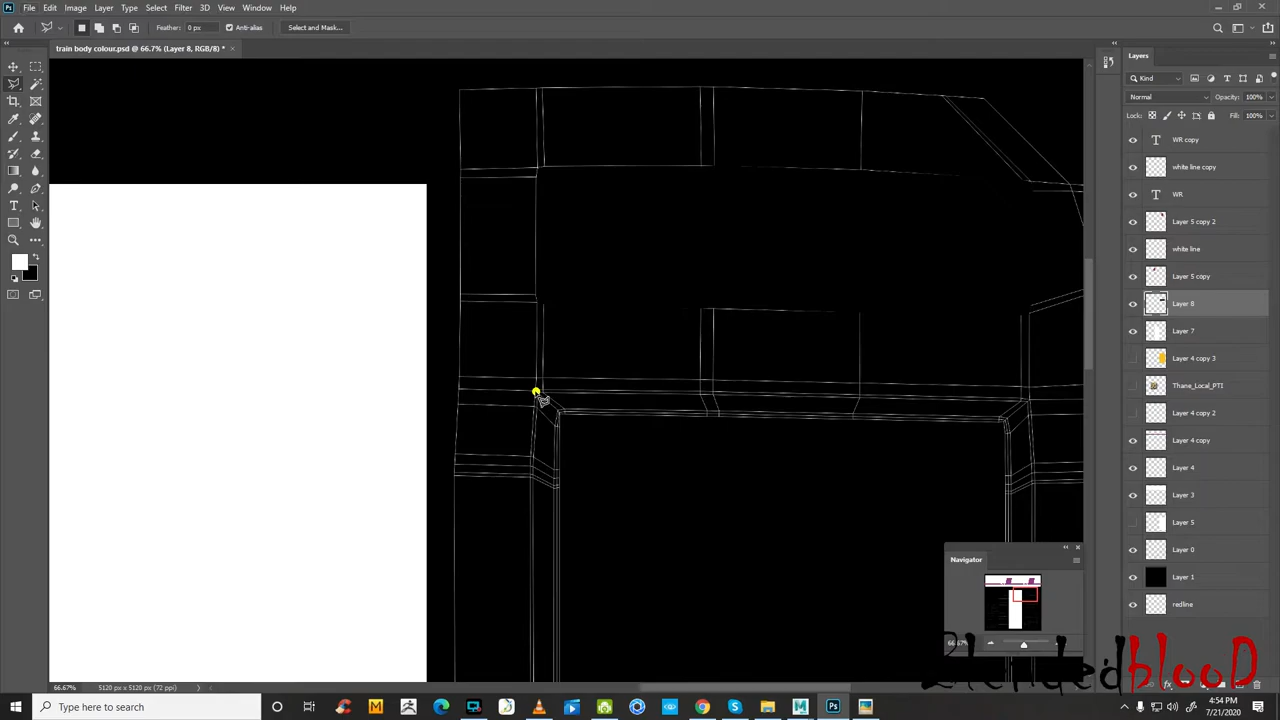 Ps File Edit Image Layer Type Select Filter 3D View Window Help
Feather: 0 px Anti-alias Select and Mask...
train body colour.psd @ 66.7% (Layer 8, RGB/8) *
Layers
Kind
Normal Opacity: 100%
Lock: Fill: 100%
WR copy
white line copy
WR
Layer 5 copy 2
white line
Layer 5 copy
Layer 8
Layer 7
Layer 4 copy 3
Thane_Local_PTI
Layer 4 copy 2
Layer 4 copy
Layer 4
Layer 3
Layer 5
Layer 0
Layer 1
redline
Navigator
BlendedblooD
66.67% 5120 px x 5120 px (72 ppi)
Type here to search
4:54 PM
7/21/2020